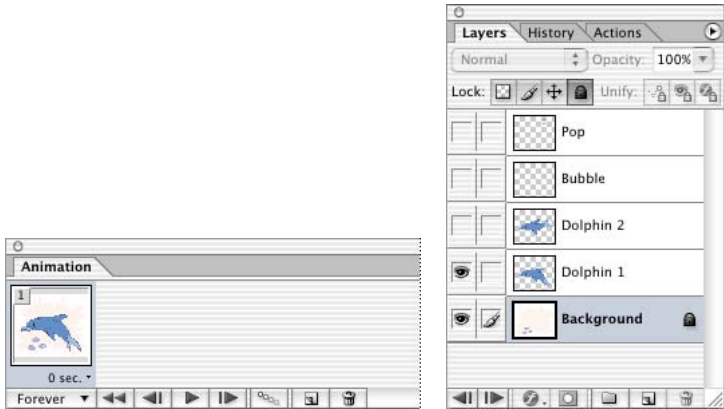 Layers History Actions
Normal Opacity: 100%
Lock: Unify:
Pop
Bubble
Dolphin 2
Dolphin 1
Background
Animation
1
0 sec.
Forever